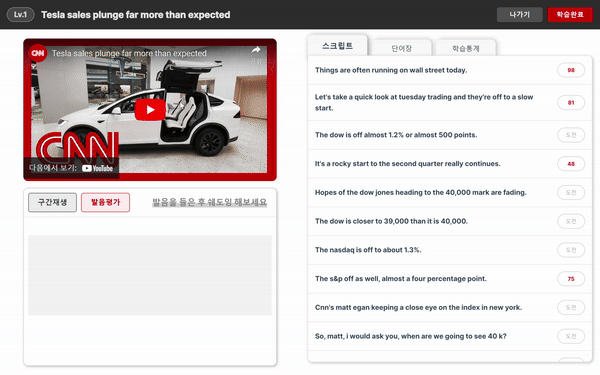 Lv.1
Tesla sales plunge far more than expected
나가기
학습완료
CNN
Tesla sales plunge far more than expected
CNN
다음에서 보기: YouTube
구간재생
발음평가
발음을 들은 후 쉐도잉 해보세요
스크립트
단어장
학습통계
Things are often running on wall street today.
98
Let's take a quick look at tuesday trading and they're off to a slow
start.
81
The dow is off almost 1.2% or almost 500 points.
도전
It's a rocky start to the second quarter really continues.
48
Hopes of the dow jones heading to the 40,000 mark are fading.
도전
The dow is closer to 39,000 than it is 40,000.
도전
The nasdaq is off to about 1.3%.
도전
The s&p off as well, almost a four percentage point.
75
Cnn's matt egan keeping a close eye on the index in new york.
도전
So, matt, i would ask you, when are we going to see 40 k?
도전